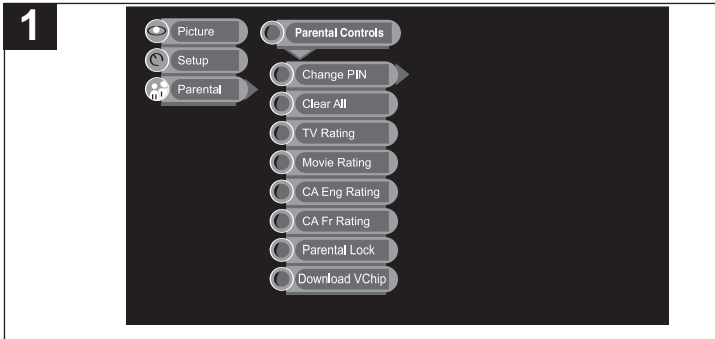 1
Picture
Setup
Parental
Parental Controls
Change PIN
Clear All
TV Rating
Movie Rating
CA Eng Rating
CA Fr Rating
Parental Lock
Download VChip